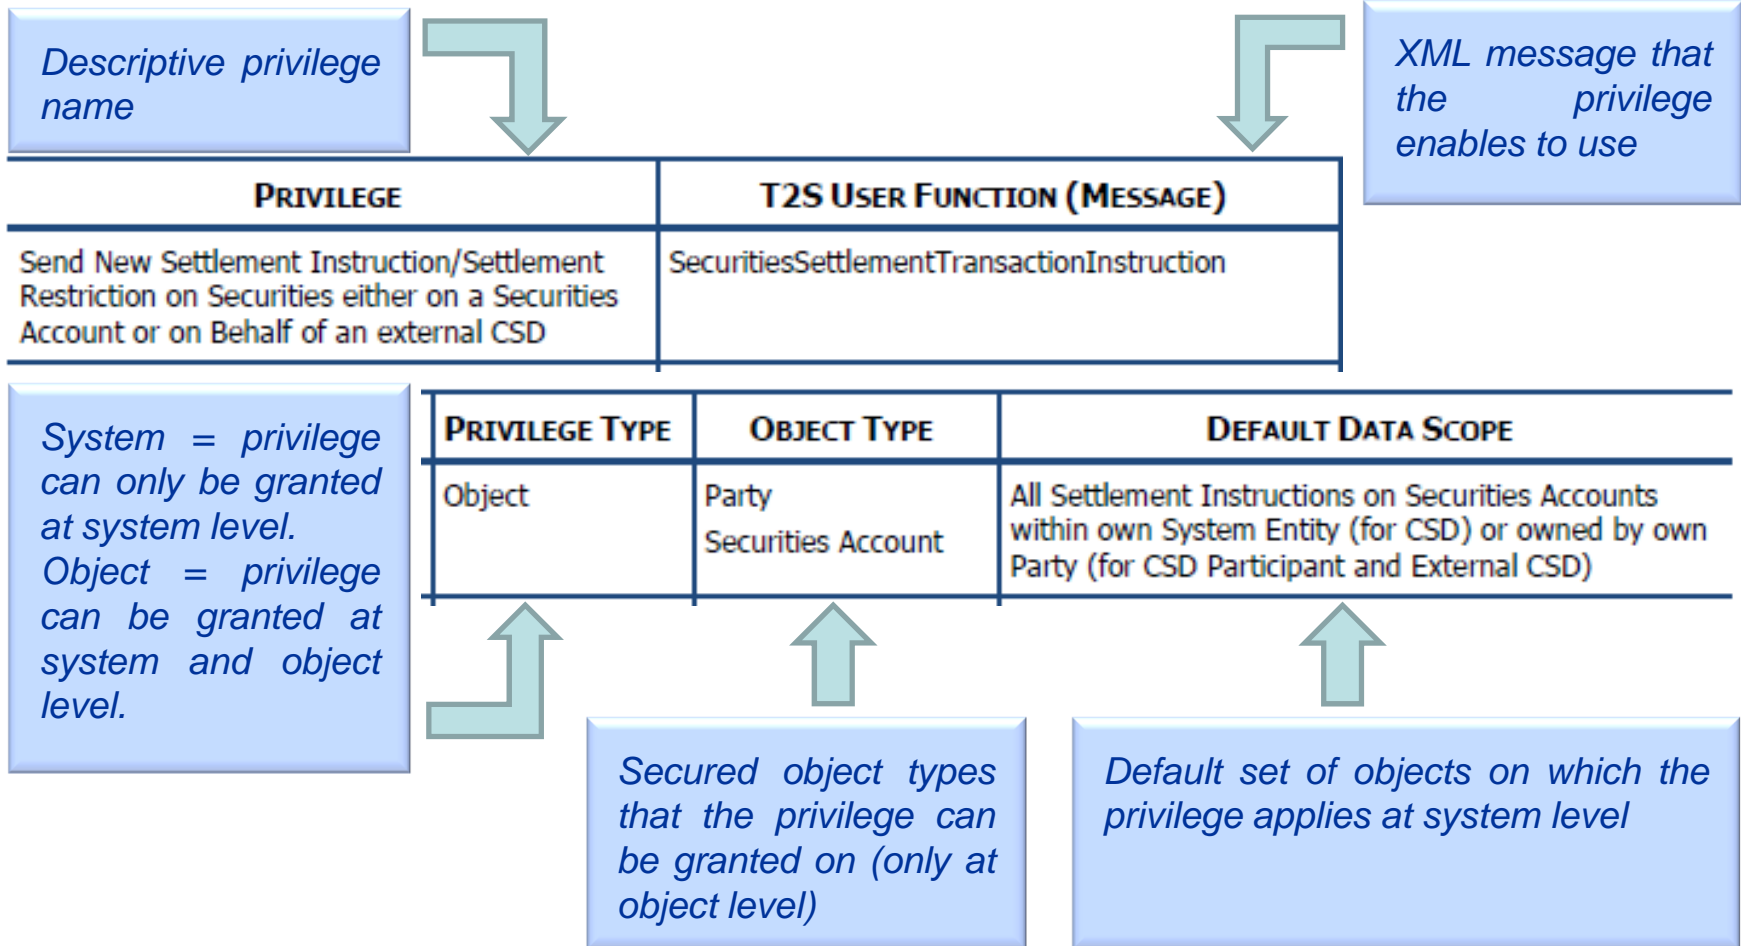 Descriptive privilege
name
XML message that
the privilege
enables to use
PRIVILEGE
T2S USER FUNCTION (MESSAGE)
Send New Settlement Instruction/Settlement
Restriction on Securities either on a Securities
Account or on Behalf of an external CSD
SecuritiesSettlementTransactionInstruction
System = privilege
can only be granted
at system level.
Object = privilege
can be granted at
system and object
level.
PRIVILEGE TYPE
OBJECT TYPE
DEFAULT DATA SCOPE
Object
Party
Securities Account
All Settlement Instructions on Securities Accounts
within own System Entity (for CSD) or owned by own
Party (for CSD Participant and External CSD)
Secured object types
that the privilege can
be granted on (only at
object level)
Default set of objects on which the
privilege applies at system level